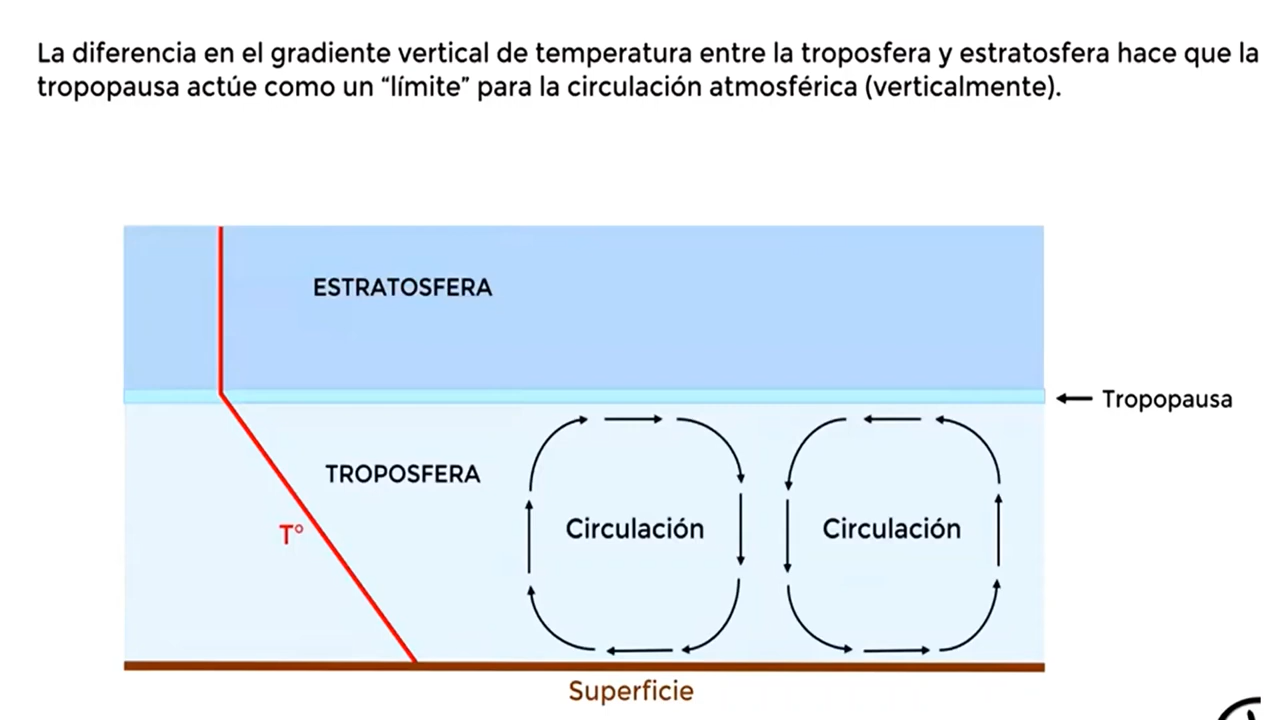 La diferencia en el gradiente vertical de temperatura entre la troposfera y estratosfera hace que la
tropopausa actúe como un “límite” para la circulación atmosférica (verticalmente).
ESTRATOSFERA
Tropopausa
TROPOSFERA
T°
Circulación
Circulación
Superficie